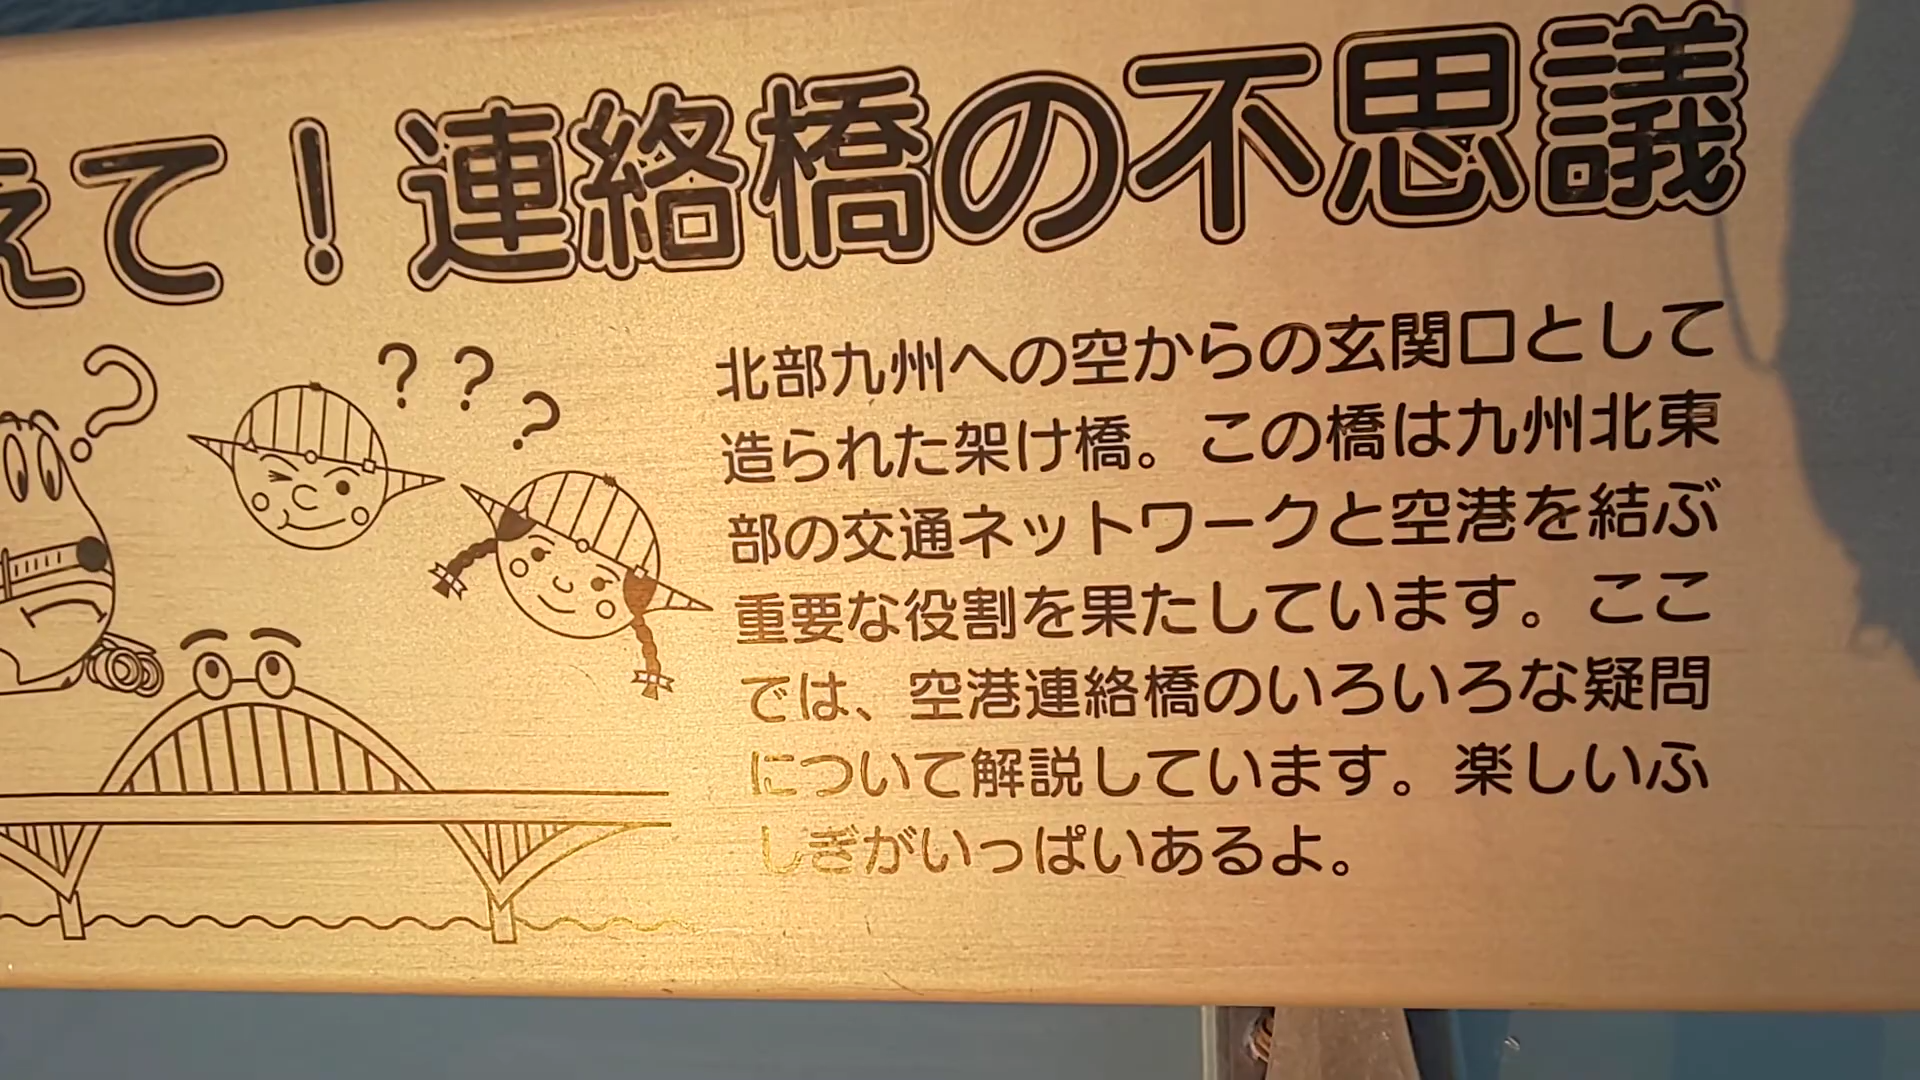 えて！連絡橋の不思議
? ? ? ?
北部九州への空からの玄関口として
造られた架け橋。この橋は九州北東
部の交通ネットワークと空港を結ぶ
重要な役割を果たしています。ここ
では、空港連絡橋のいろいろな疑問
について解説しています。楽しいふ
しぎがいっぱいあるよ。